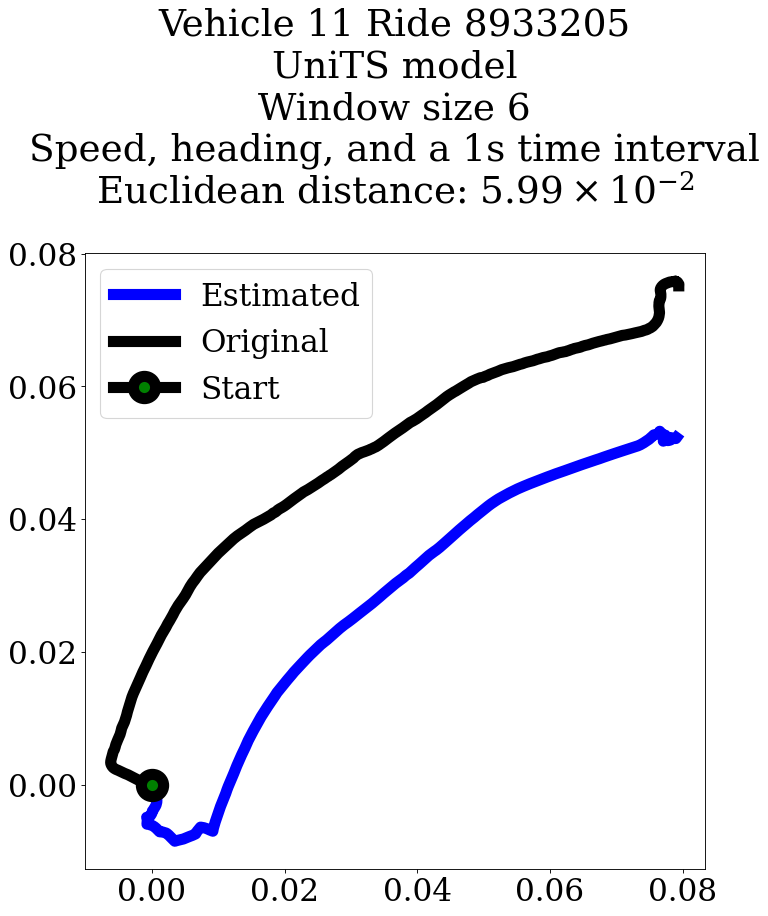 Vehicle 11 Ride 8933205
UniTS model
Window size 6
Speed, heading, and a 1s time interval
Euclidean distance: 5.99 × 10⁻²
0.08
Estimated
Original
0.06
Start
0.04
0.02
0.00
0.00 0.02 0.04 0.06 0.08